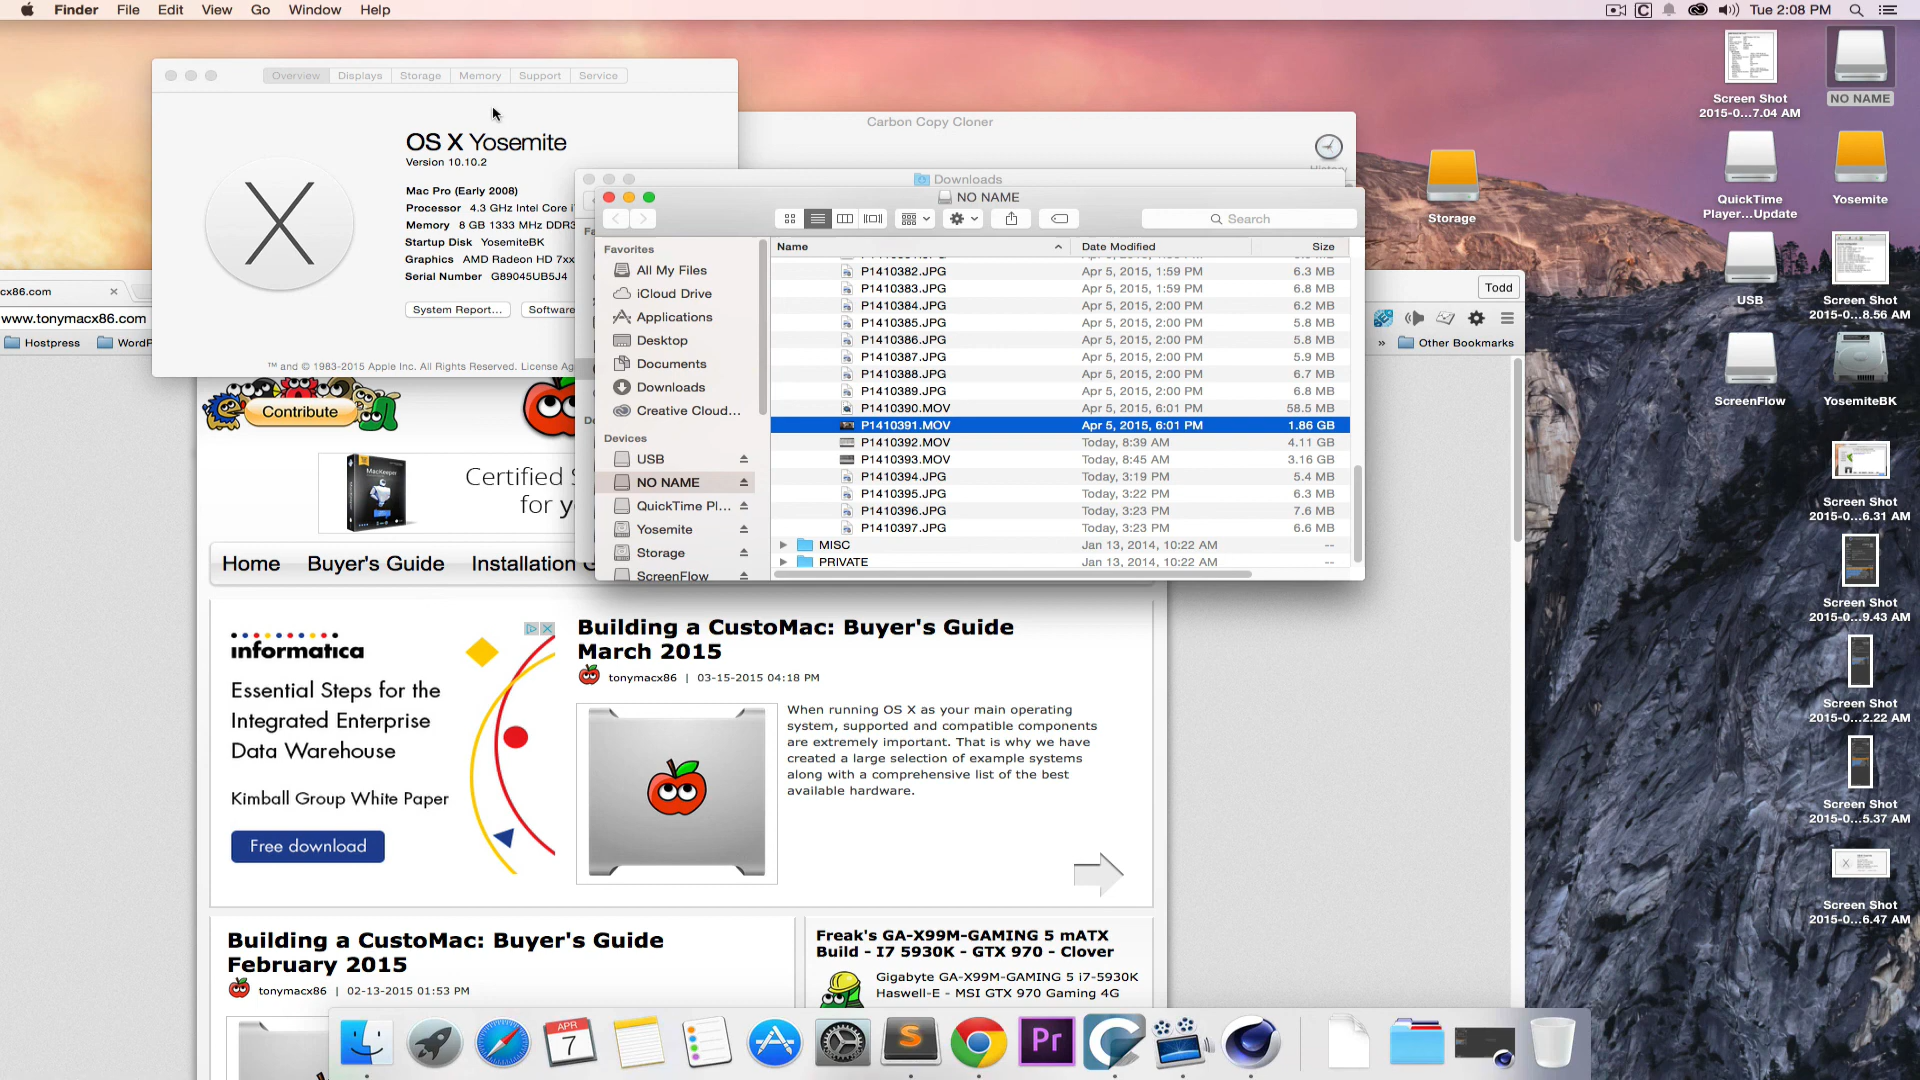 Finder File Edit View Go Window Help
Tue 2:08 PM
Overview Displays Storage Memory Support Service
OS X Yosemite
Version 10.10.2
Mac Pro (Early 2008)
Processor 4.3 GHz Intel Core i
Memory 8 GB 1333 MHz DDR3
Startup Disk YosemiteBK
Graphics AMD Radeon HD 7xx
Serial Number G89045UB5J4
System Report...
Software
™ and © 1983-2015 Apple Inc. All Rights Reserved. License Ag
Carbon Copy Cloner
Downloads
NO NAME
Search
Favorites
All My Files
iCloud Drive
Applications
Desktop
Documents
Downloads
Creative Cloud...
Devices
USB
NO NAME
QuickTime Pl...
Yosemite
Storage
ScreenFlow
Name Date Modified Size
P1410382.JPG Apr 5, 2015, 1:59 PM 6.3 MB
P1410383.JPG Apr 5, 2015, 1:59 PM 6.8 MB
P1410384.JPG Apr 5, 2015, 2:00 PM 6.2 MB
P1410385.JPG Apr 5, 2015, 2:00 PM 5.8 MB
P1410386.JPG Apr 5, 2015, 2:00 PM 5.8 MB
P1410387.JPG Apr 5, 2015, 2:00 PM 5.9 MB
P1410388.JPG Apr 5, 2015, 2:00 PM 6.7 MB
P1410389.JPG Apr 5, 2015, 2:00 PM 6.8 MB
P1410390.MOV Apr 5, 2015, 6:01 PM 58.5 MB
P1410391.MOV Apr 5, 2015, 6:01 PM 1.86 GB
P1410392.MOV Today, 8:39 AM 4.11 GB
P1410393.MOV Today, 8:45 AM 3.16 GB
P1410394.JPG Today, 3:19 PM 5.4 MB
P1410395.JPG Today, 3:22 PM 6.3 MB
P1410396.JPG Today, 3:23 PM 7.6 MB
P1410397.JPG Today, 3:23 PM 6.6 MB
MISC Jan 13, 2014, 10:22 AM --
PRIVATE Jan 13, 2014, 10:22 AM --
cx86.com
www.tonymacx86.com
Hostpress WordP
Todd
» Other Bookmarks
Contribute
MacKeeper
Certified S
for y
Home Buyer's Guide Installation G
informatica
Essential Steps for the
Integrated Enterprise
Data Warehouse
Kimball Group White Paper
Free download
Building a CustoMac: Buyer's Guide
March 2015
tonymacx86 | 03-15-2015 04:18 PM
When running OS X as your main operating
system, supported and compatible components
are extremely important. That is why we have
created a large selection of example systems
along with a comprehensive list of the best
available hardware.
Building a CustoMac: Buyer's Guide
February 2015
tonymacx86 | 02-13-2015 01:53 PM
Freak's GA-X99M-GAMING 5 mATX
Build - I7 5930K - GTX 970 - Clover
Gigabyte GA-X99M-GAMING 5 i7-5930K
Haswell-E - MSI GTX 970 Gaming 4G
Storage
Screen Shot
2015-0...7.04 AM
NO NAME
QuickTime
Player...Update
Yosemite
USB
Screen Shot
2015-0...8.56 AM
ScreenFlow
YosemiteBK
Screen Shot
2015-0...6.31 AM
Screen Shot
2015-0...9.43 AM
Screen Shot
2015-0...2.22 AM
Screen Shot
2015-0...5.37 AM
Screen Shot
2015-0...6.47 AM
APR
7
Pr